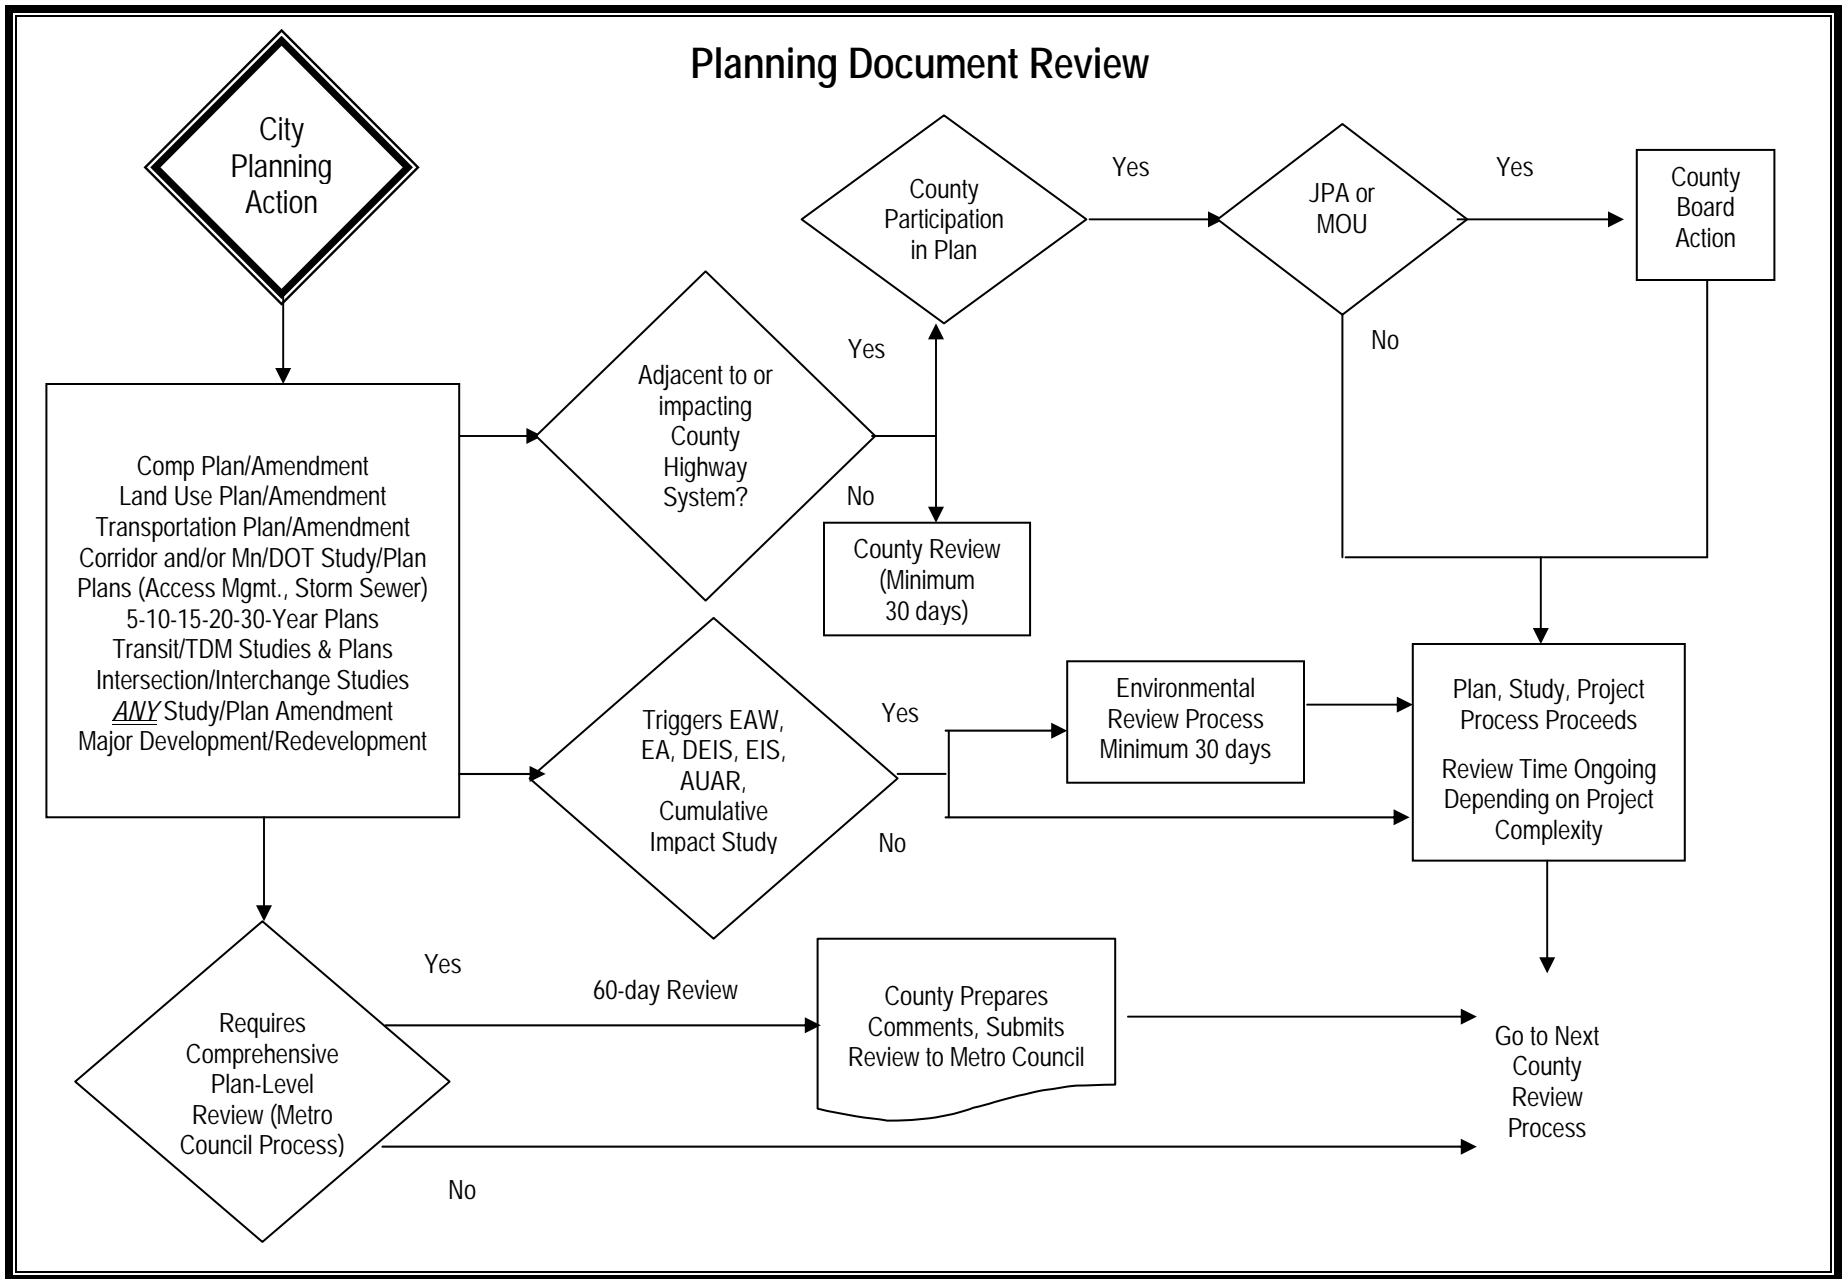 Planning Document Review
City
Planning
Action
County
Participation
in Plan
Yes
JPA or
MOU
Yes
County
Board
Action
No
Adjacent to or
impacting
County
Highway
System?
Yes
No
County Review
(Minimum
30 days)
Comp Plan/Amendment
Land Use Plan/Amendment
Transportation Plan/Amendment
Corridor and/or Mn/DOT Study/Plan
Plans (Access Mgmt., Storm Sewer)
5-10-15-20-30-Year Plans
Transit/TDM Studies & Plans
Intersection/Interchange Studies
ANY Study/Plan Amendment
Major Development/Redevelopment
Triggers EAW,
EA, DEIS, EIS,
AUAR,
Cumulative
Impact Study
Yes
No
Environmental
Review Process
Minimum 30 days
Plan, Study, Project
Process Proceeds
Review Time Ongoing
Depending on Project
Complexity
Requires
Comprehensive
Plan-Level
Review (Metro
Council Process)
Yes
No
60-day Review
County Prepares
Comments, Submits
Review to Metro Council
Go to Next
County
Review
Process